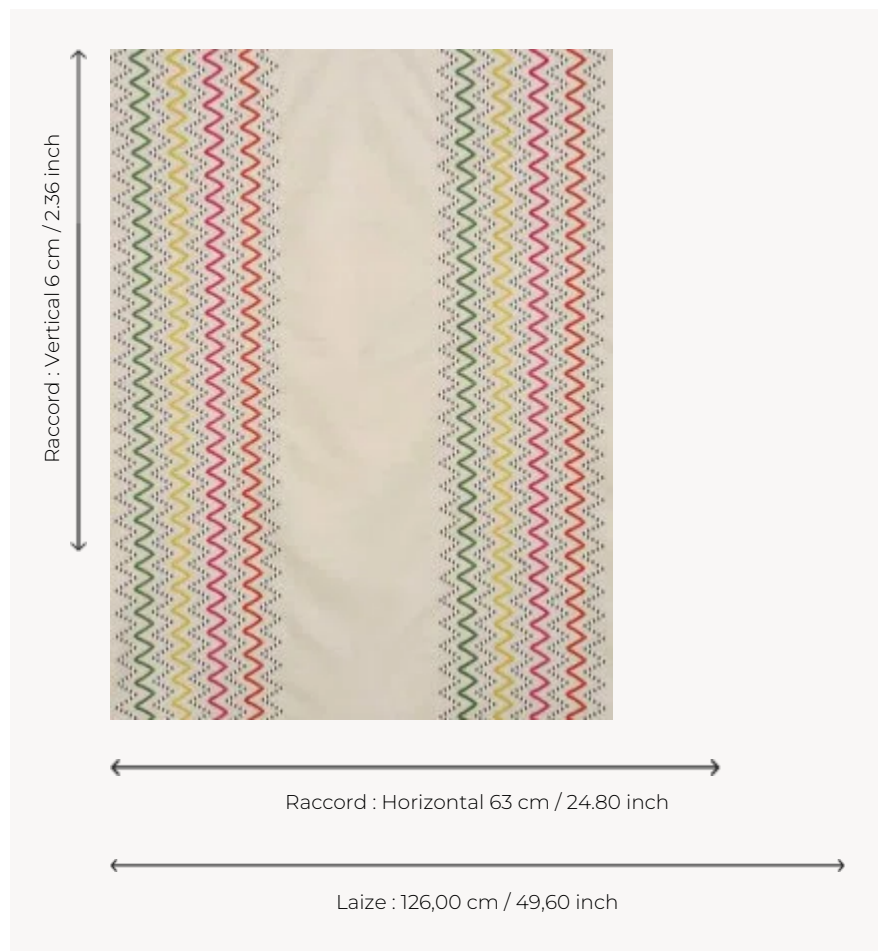 Raccord : Vertical 6 cm / 2.36 inch
Raccord : Horizontal 63 cm / 24.80 inch
Laize : 126,00 cm / 49,60 inch